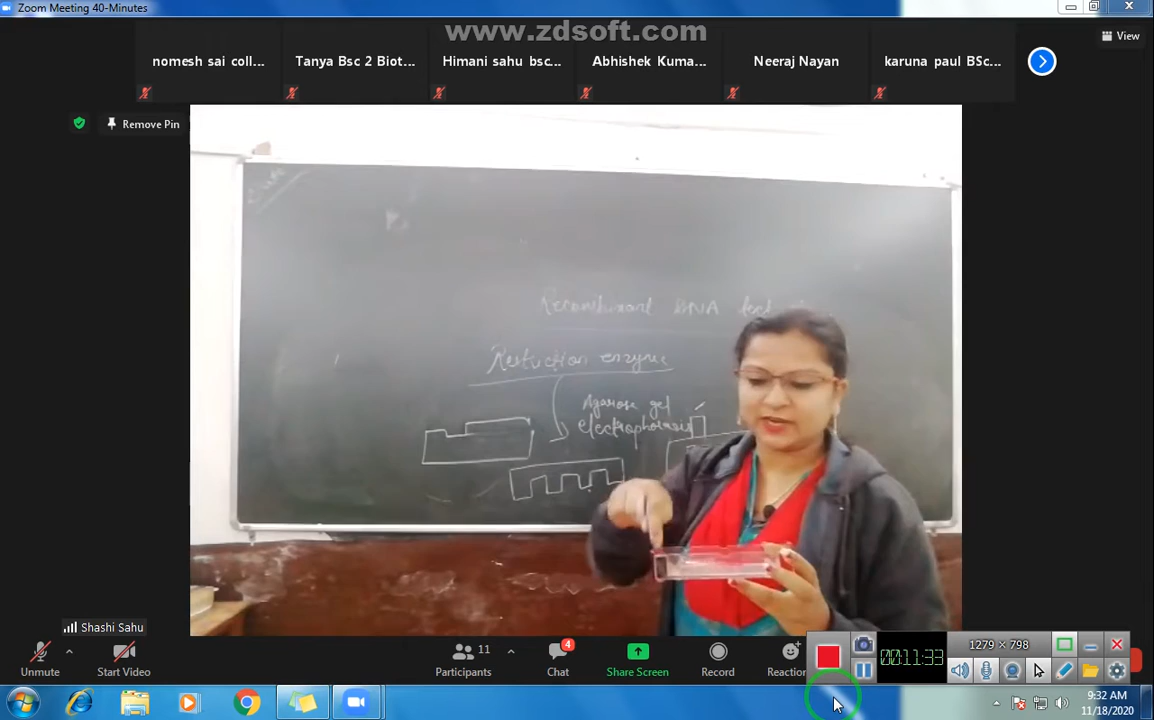 Zoom Meeting 40-Minutes
www.zdsoft.com
View
nomesh sai coll...
Tanya Bsc 2 Biot...
Himani sahu bsc...
Abhishek Kuma...
Neeraj Nayan
karuna paul BSc...
Remove Pin
Recombinant DNA
Restriction enzyme
Agarose gel
electrophoresis
Shashi Sahu
4
11
Unmute
Start Video
Participants
Chat
Share Screen
Record
Reaction
00:11:33
1279 × 798
9:32 AM
11/18/2020